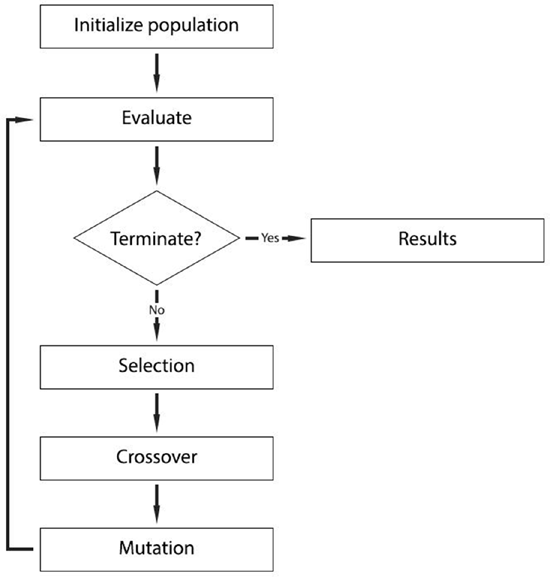 Initialize population
Evaluate
Terminate?
Yes
Results
No
Selection
Crossover
Mutation